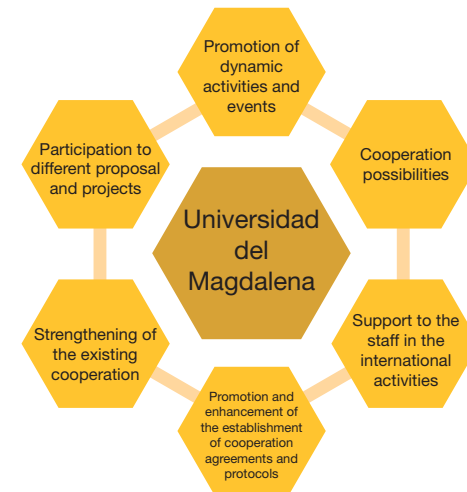 Promotion of
dynamic
activities and
events
Cooperation
possibilities
Support to the
staff in the
international
activities
Promotion and
enhancement of
the establishment
of cooperation
agreements and
protocols
Strengthening of
the existing
cooperation
Participation to
different proposal
and projects
Universidad
del
Magdalena